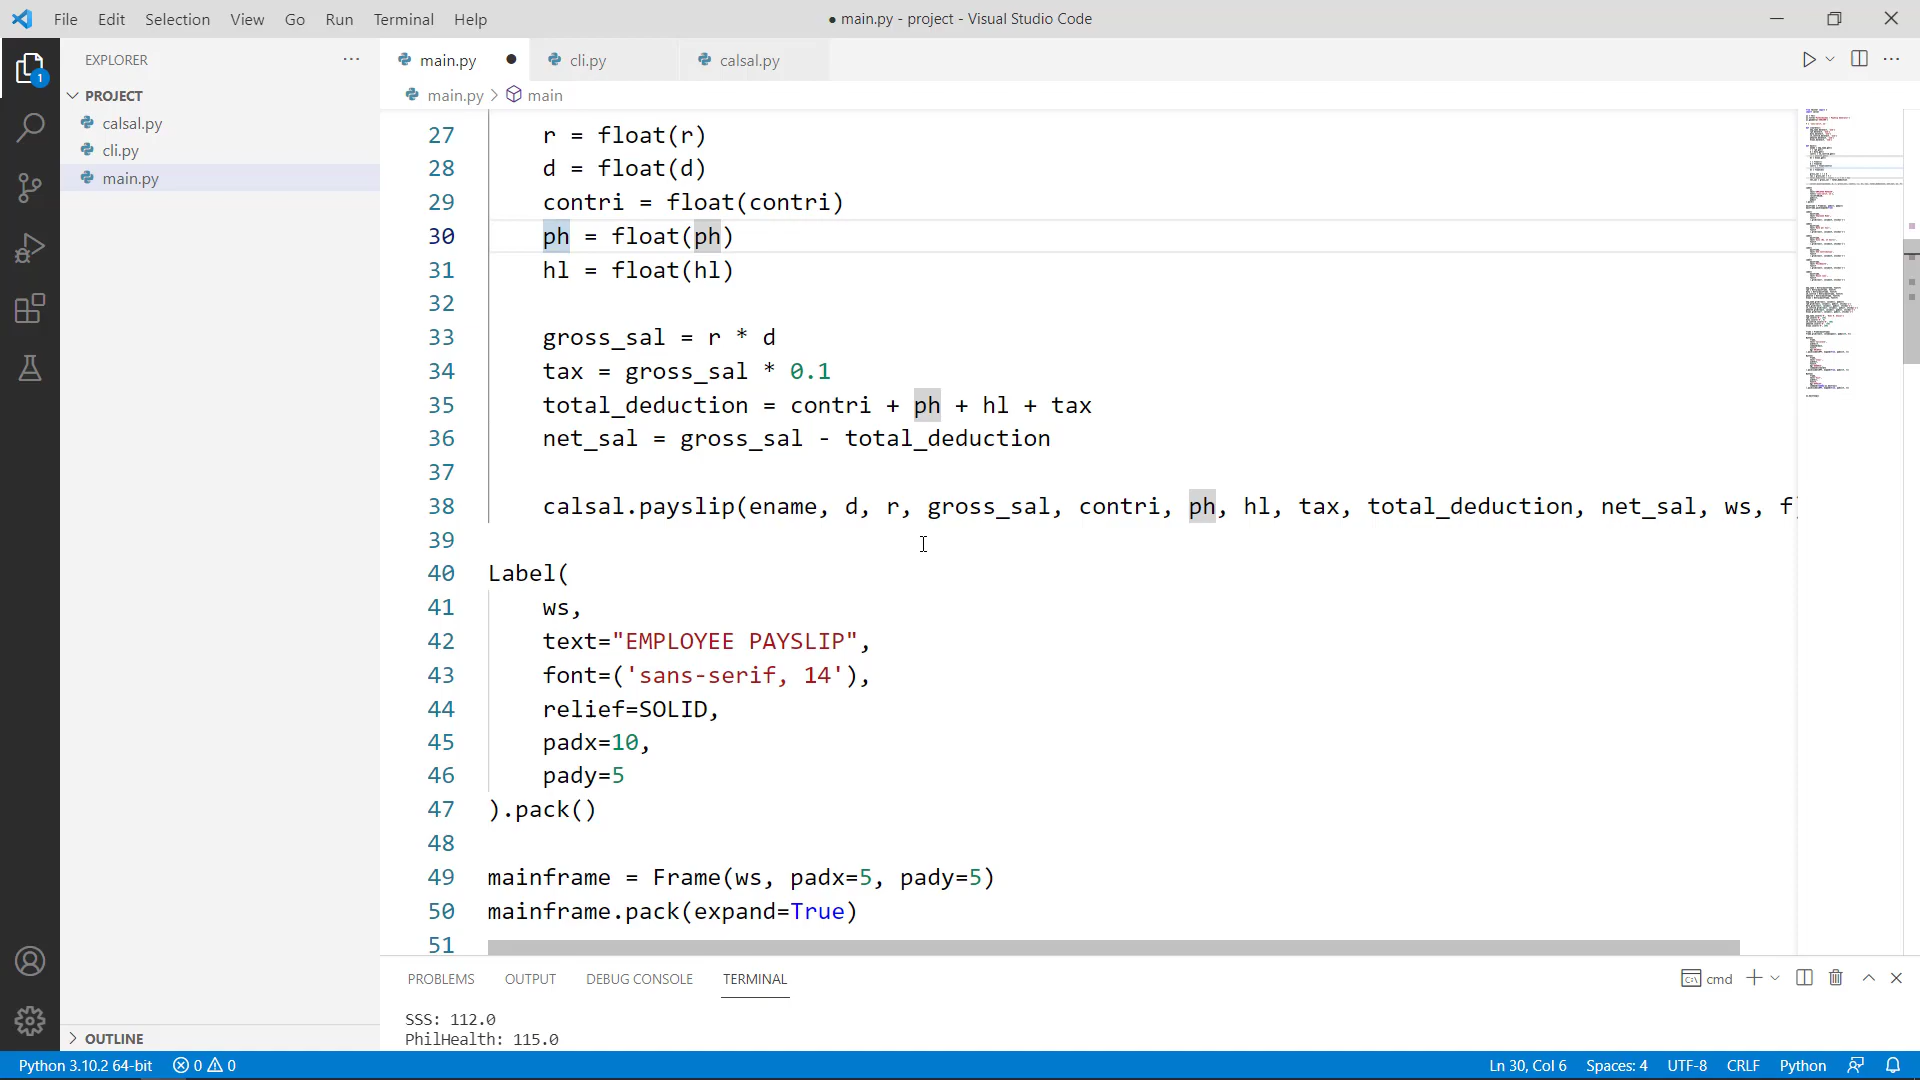 File Edit Selection View Go Run Terminal Help
● main.py - project - Visual Studio Code
EXPLORER
1
PROJECT
calsal.py
cli.py
main.py
OUTLINE
main.py cli.py calsal.py
main.py > main
27 r = float(r)
28 d = float(d)
29 contri = float(contri)
30 ph = float(ph)
31 hl = float(hl)
32
33 gross_sal = r * d
34 tax = gross_sal * 0.1
35 total_deduction = contri + ph + hl + tax
36 net_sal = gross_sal - total_deduction
37
38 calsal.payslip(ename, d, r, gross_sal, contri, ph, hl, tax, total_deduction, net_sal, ws, f
39
40 Label(
41 ws,
42 text="EMPLOYEE PAYSLIP",
43 font=('sans-serif, 14'),
44 relief=SOLID,
45 padx=10,
46 pady=5
47 ).pack()
48
49 mainframe = Frame(ws, padx=5, pady=5)
50 mainframe.pack(expand=True)
51
PROBLEMS OUTPUT DEBUG CONSOLE TERMINAL
cmd
SSS: 112.0
PhilHealth: 115.0
Python 3.10.2 64-bit 0 0
Ln 30, Col 6 Spaces: 4 UTF-8 CRLF Python